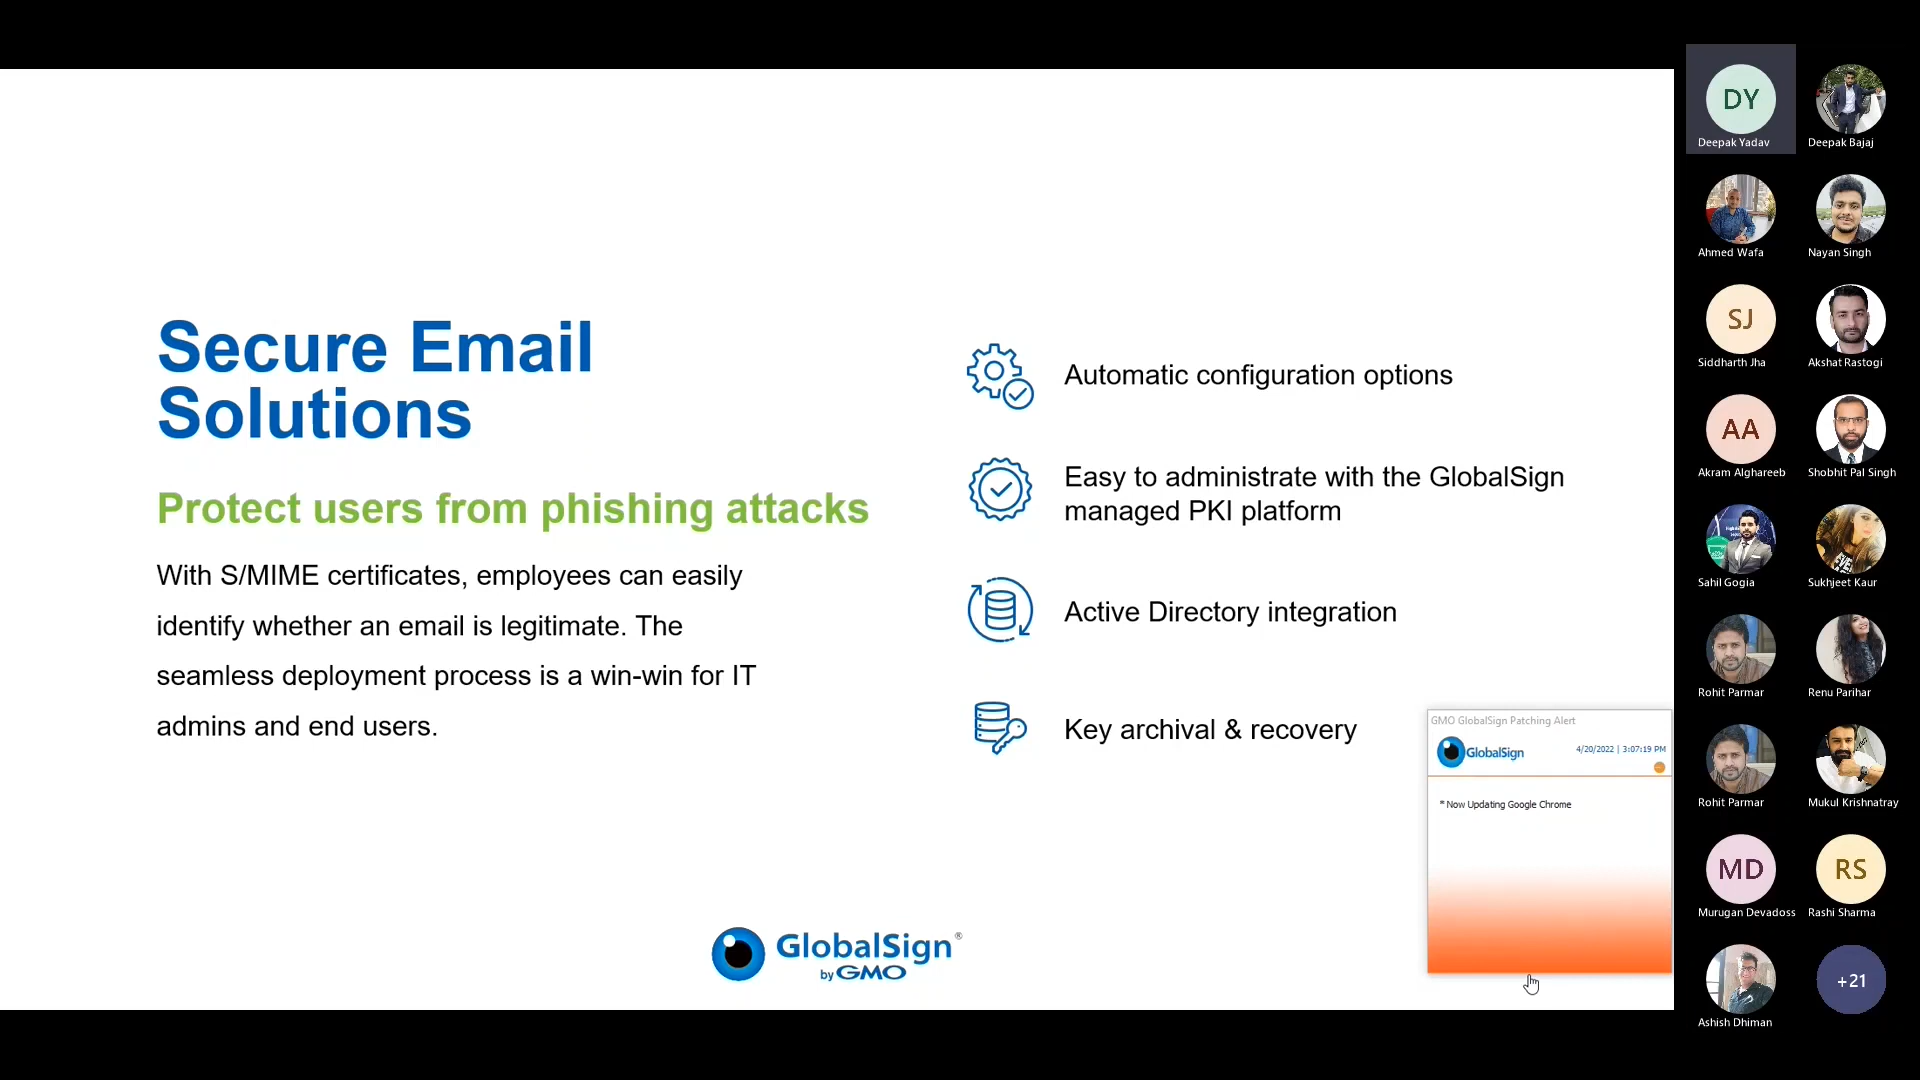 Secure Email
Solutions
Protect users from phishing attacks
With S/MIME certificates, employees can easily
identify whether an email is legitimate. The
seamless deployment process is a win-win for IT
admins and end users.
Automatic configuration options
Easy to administrate with the GlobalSign
managed PKI platform
Active Directory integration
Key archival & recovery
GMO GlobalSign Patching Alert
GlobalSign
4/20/2022 | 3:07:19 PM
* Now Updating Google Chrome
GlobalSign®
by GMO
DY
Deepak Yadav
Deepak Bajaj
Ahmed Wafa
Nayan Singh
SJ
Siddharth Jha
Akshat Rastogi
AA
Akram Alghareeb
Shobhit Pal Singh
Sahil Gogia
Sukhjeet Kaur
Rohit Parmar
Renu Parihar
Rohit Parmar
Mukul Krishnatray
MD
Murugan Devadoss
RS
Rashi Sharma
Ashish Dhiman
+21